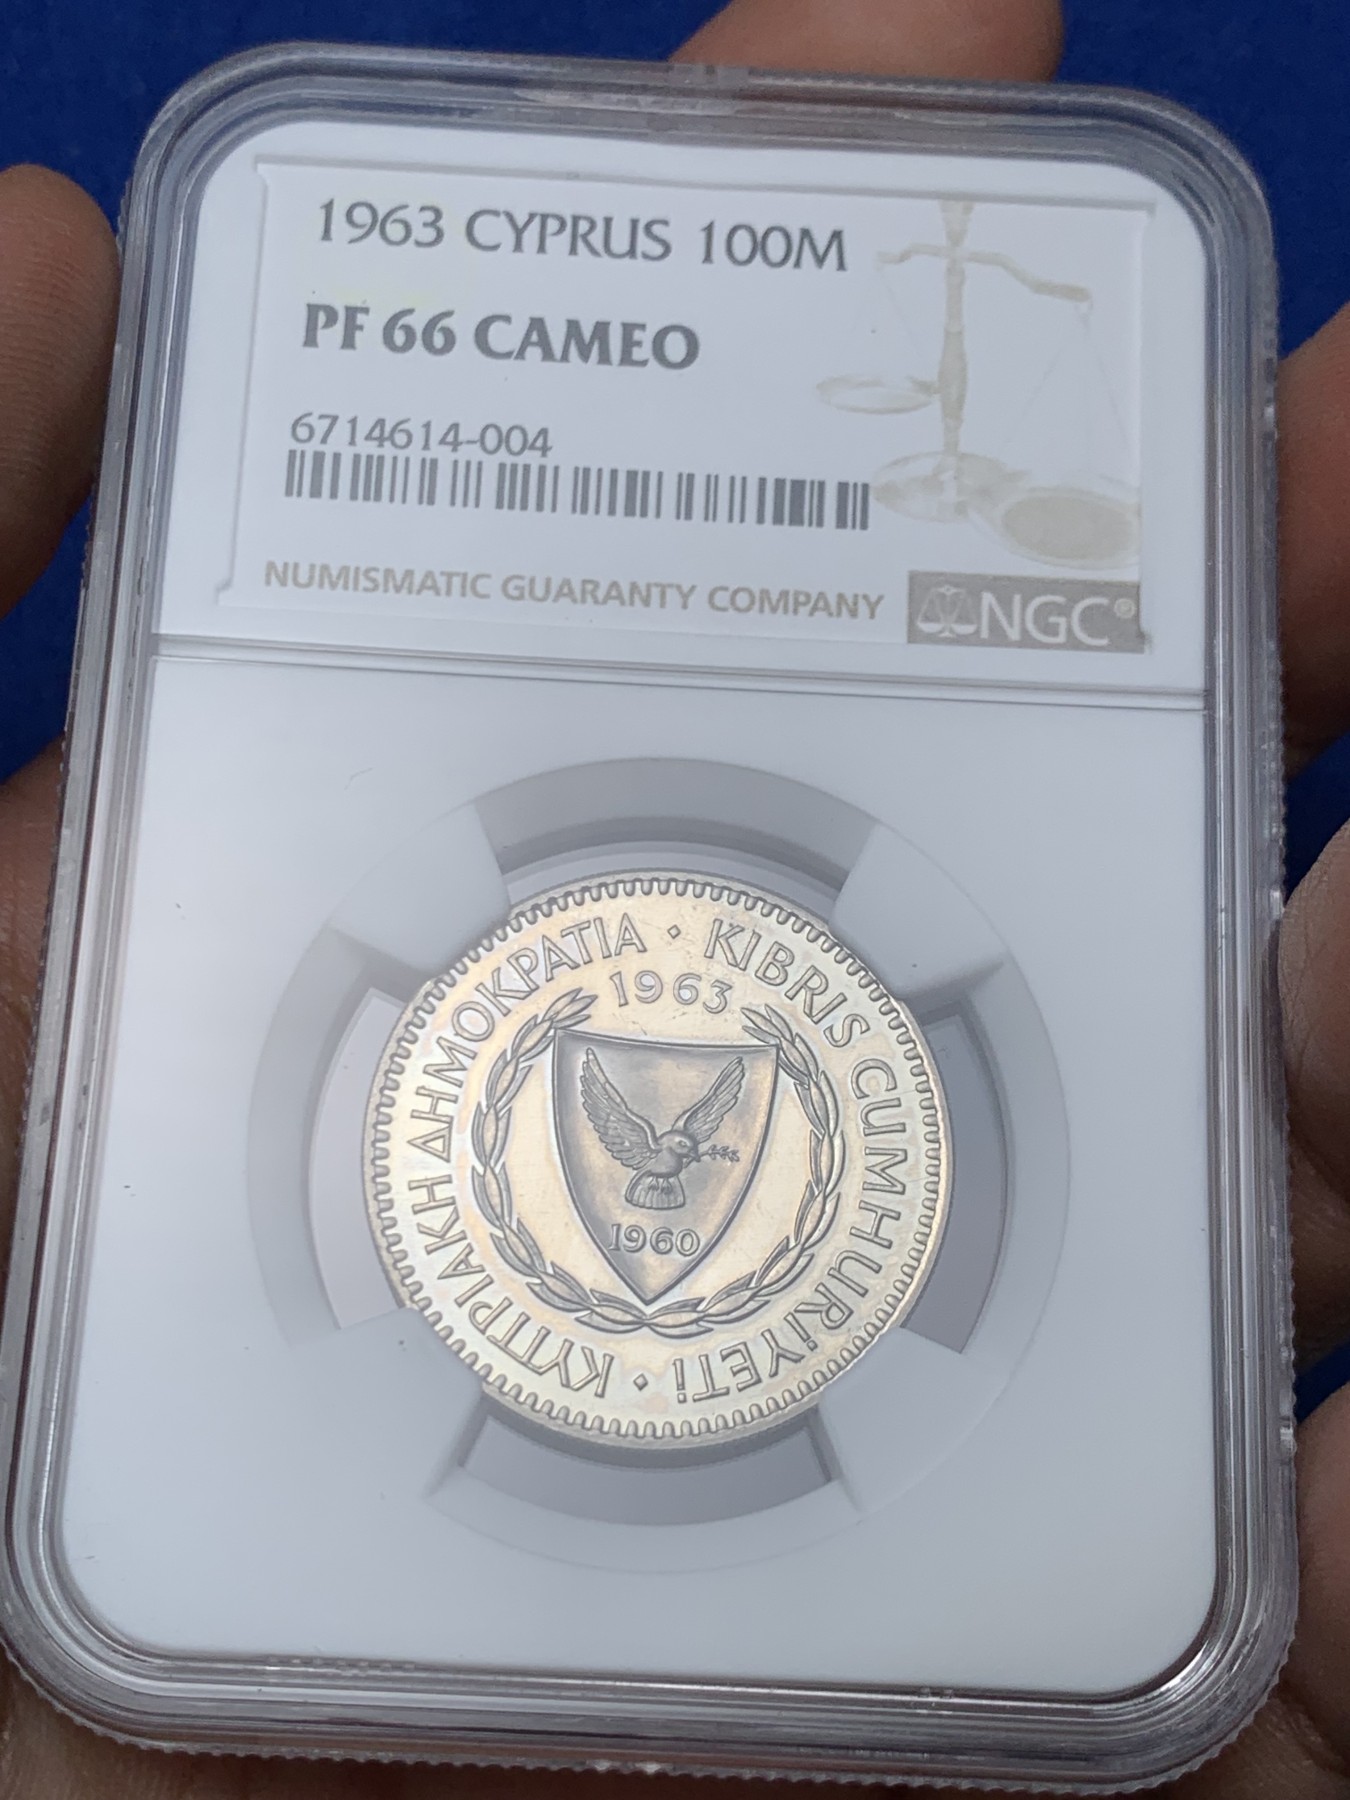 1963 CYPRUS 100M
PF 66 CAMEO
6714614-004
NUMISMATIC GUARANTY COMPANY
NGC®
ΚΥΠΡΙΑΚΗ ΔΗΜΟΚΡΑΤΙΑ • KIBRIS CUMHURİYETİ •
1963
1960